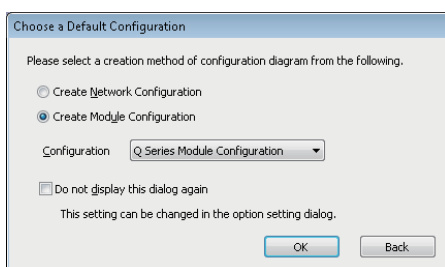 Choose a Default Configuration
Please select a creation method of configuration diagram from the following.
Create Network Configuration
Create Module Configuration
Configuration Q Series Module Configuration
Do not display this dialog again
This setting can be changed in the option setting dialog.
OK Back